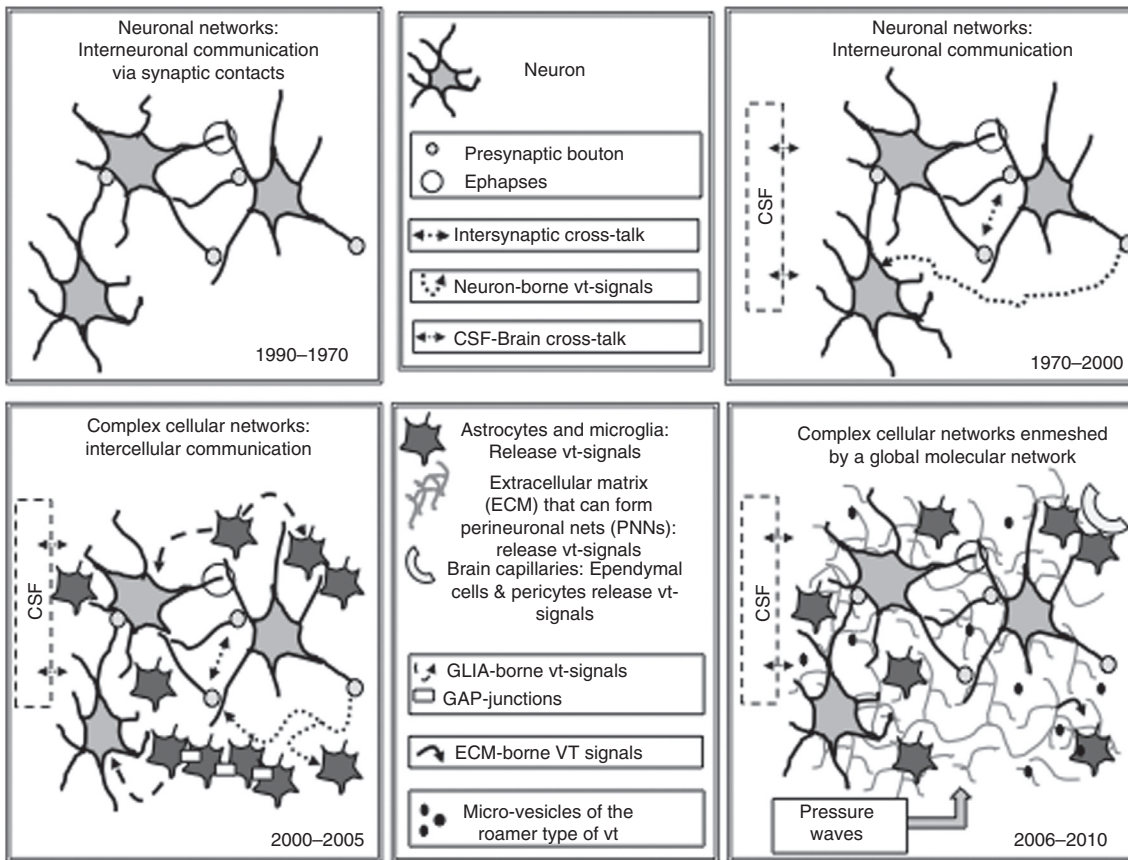 Neuronal networks:
Interneuronal communication
via synaptic contacts
1990–1970
Neuron
Presynaptic bouton
Ephapses
Intersynaptic cross-talk
Neuron-borne vt-signals
CSF-Brain cross-talk
Neuronal networks:
Interneuronal communication
CSF
1970–2000
Complex cellular networks:
intercellular communication
CSF
2000–2005
Astrocytes and microglia:
Release vt-signals
Extracellular matrix
(ECM) that can form
perineuronal nets (PNNs):
release vt-signals
Brain capillaries: Ependymal
cells & pericytes release vt-
signals
GLIA-borne vt-signals
GAP-junctions
ECM-borne VT signals
Micro-vesicles of the
roamer type of vt
Complex cellular networks enmeshed
by a global molecular network
CSF
Pressure
waves
2006–2010